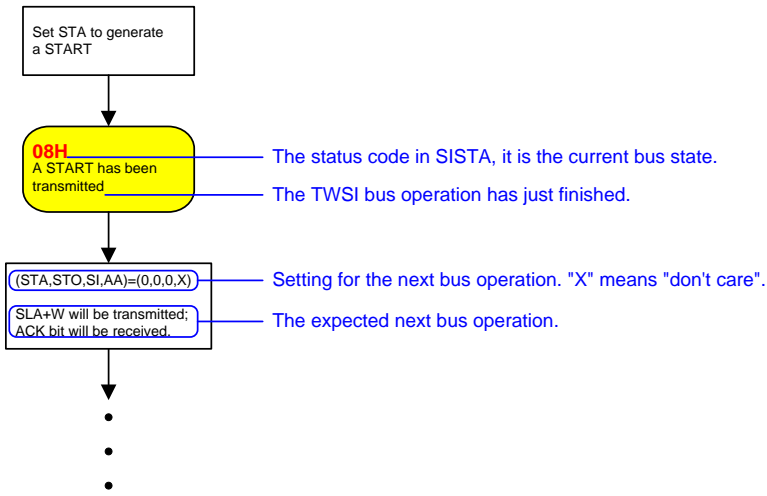 Set STA to generate
a START
08H
A START has been
transmitted
The status code in SISTA, it is the current bus state.
The TWSI bus operation has just finished.
(STA,STO,SI,AA)=(0,0,0,X)
Setting for the next bus operation. "X" means "don't care".
SLA+W will be transmitted;
ACK bit will be received.
The expected next bus operation.